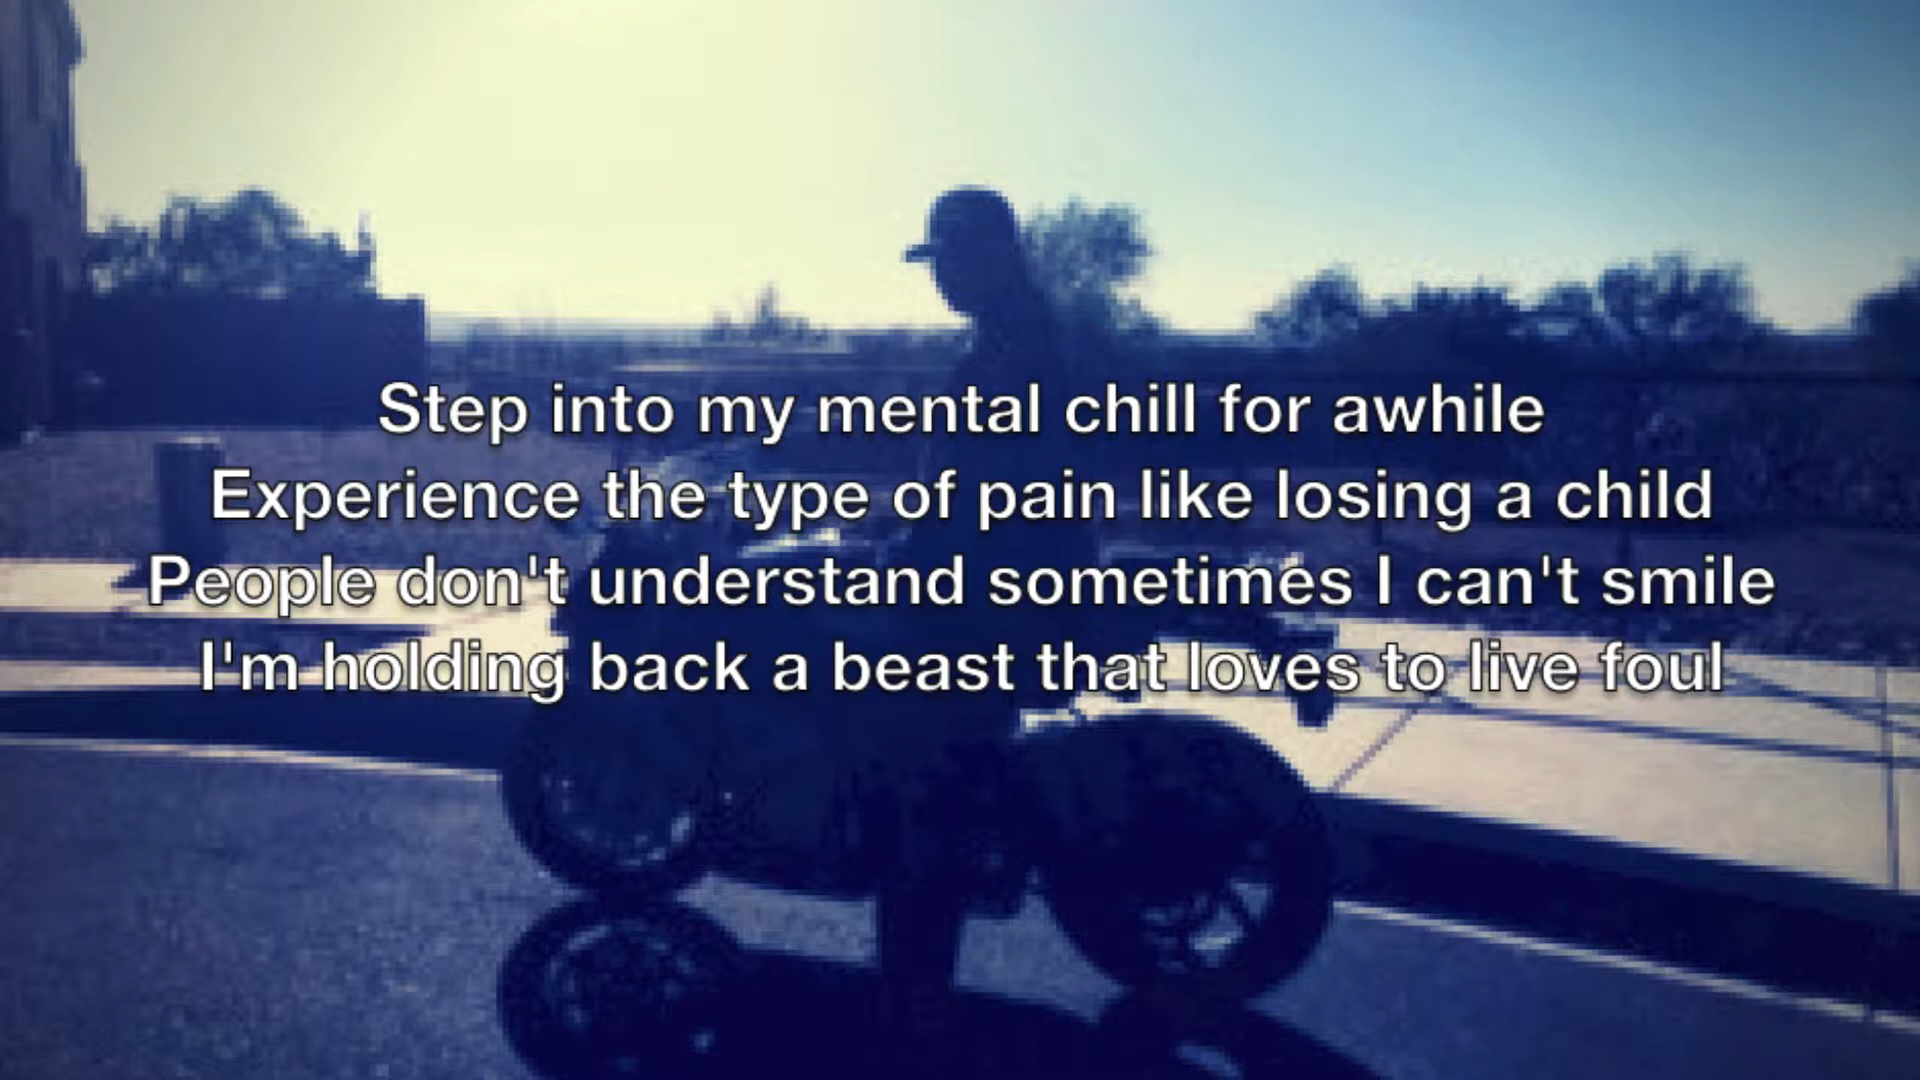 Step into my mental chill for awhile
Experience the type of pain like losing a child
People don't understand sometimes I can't smile
I'm holding back a beast that loves to live foul